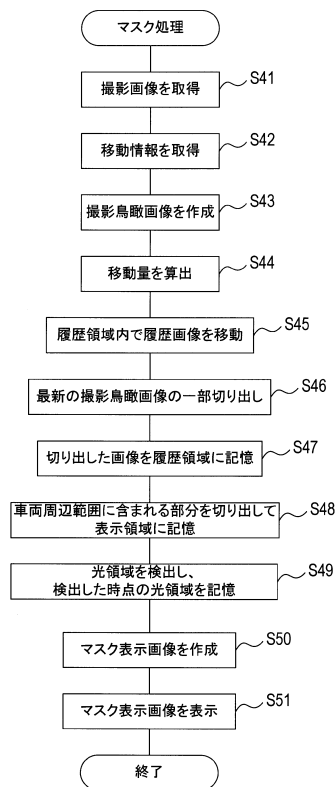 マスク処理
撮影画像を取得
S41
移動情報を取得
S42
撮影鳥瞰画像を作成
S43
移動量を算出
S44
履歴領域内で履歴画像を移動
S45
最新の撮影鳥瞰画像の一部切り出し
S46
切り出した画像を履歴領域に記憶
S47
車両周辺範囲に含まれる部分を切り出して
表示領域に記憶
S48
光領域を検出し、
検出した時点の光領域を記憶
S49
マスク表示画像を作成
S50
マスク表示画像を表示
S51
終了